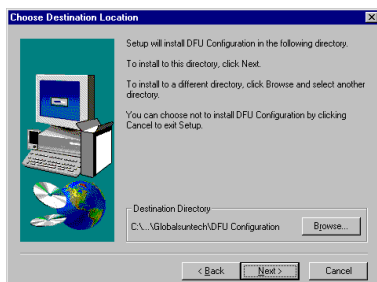 Choose Destination Location
Setup will install DFU Configuration in the following directory.
To install to this directory, click Next.
To install to a different directory, click Browse and select another
directory.
You can choose not to install DFU Configuration by clicking
Cancel to exit Setup.
Destination Directory
C:\...\Globalsuntech\DFU Configuration
Browse...
< Back
Next >
Cancel